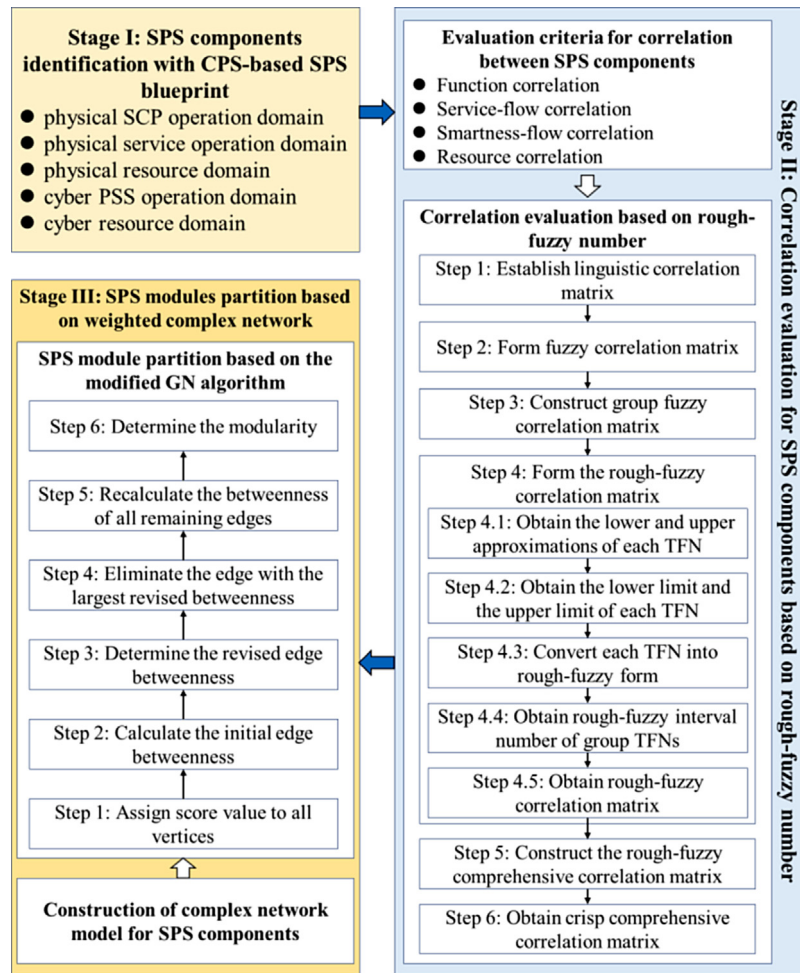 Stage I: SPS components
identification with CPS-based SPS
blueprint
● physical SCP operation domain
● physical service operation domain
● physical resource domain
● cyber PSS operation domain
● cyber resource domain
Evaluation criteria for correlation
between SPS components
● Function correlation
● Service-flow correlation
● Smartness-flow correlation
● Resource correlation
Correlation evaluation based on rough-
fuzzy number
Step 1: Establish linguistic correlation
matrix
Step 2: Form fuzzy correlation matrix
Step 3: Construct group fuzzy
correlation matrix
Step 4: Form the rough-fuzzy
correlation matrix
Step 4.1: Obtain the lower and upper
approximations of each TFN
Step 4.2: Obtain the lower limit and
the upper limit of each TFN
Step 4.3: Convert each TFN into
rough-fuzzy form
Step 4.4: Obtain rough-fuzzy interval
number of group TFNs
Step 4.5: Obtain rough-fuzzy
correlation matrix
Step 5: Construct the rough-fuzzy
comprehensive correlation matrix
Step 6: Obtain crisp comprehensive
correlation matrix
Stage II: Correlation evaluation for SPS components based on rough-fuzzy number
Stage III: SPS modules partition based
on weighted complex network
SPS module partition based on the
modified GN algorithm
Step 6: Determine the modularity
Step 5: Recalculate the betweenness
of all remaining edges
Step 4: Eliminate the edge with the
largest revised betweenness
Step 3: Determine the revised edge
betweenness
Step 2: Calculate the initial edge
betweenness
Step 1: Assign score value to all
vertices
Construction of complex network
model for SPS components